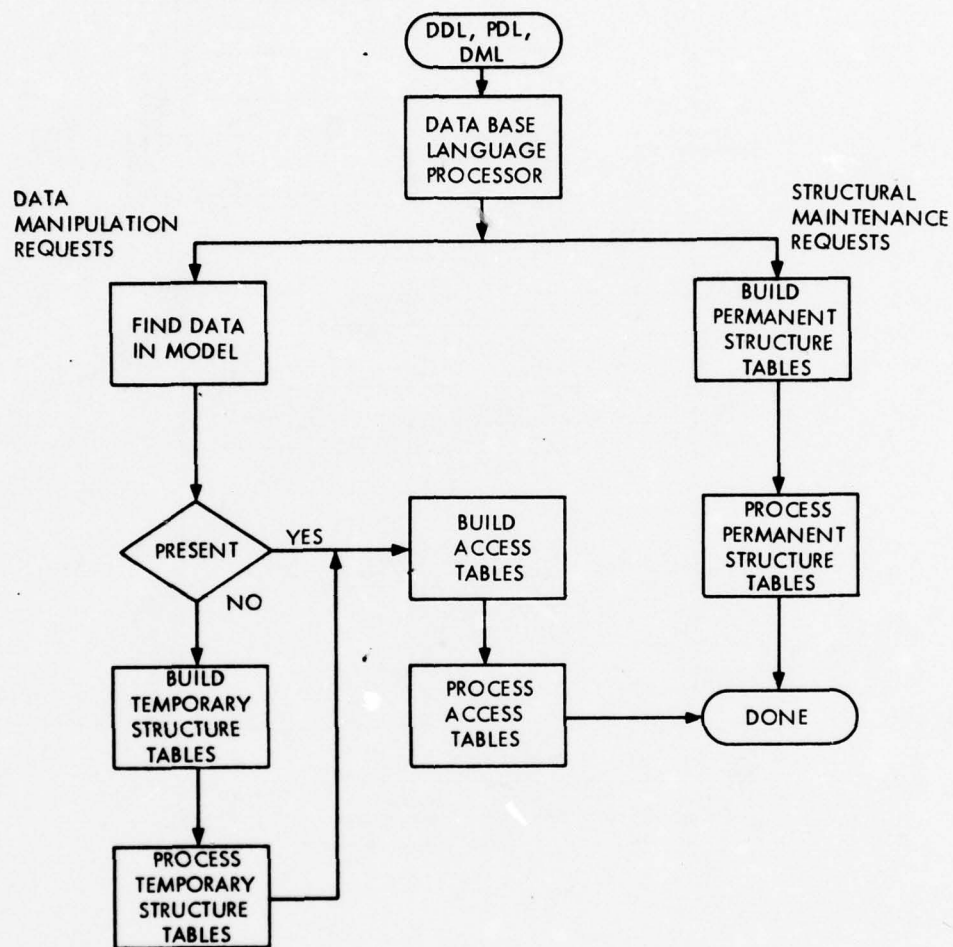 DDL, PDL,
DML
DATA BASE
LANGUAGE
PROCESSOR
DATA
MANIPULATION
REQUESTS
STRUCTURAL
MAINTENANCE
REQUESTS
FIND DATA
IN MODEL
BUILD
PERMANENT
STRUCTURE
TABLES
PRESENT
YES
NO
BUILD
ACCESS
TABLES
PROCESS
PERMANENT
STRUCTURE
TABLES
BUILD
TEMPORARY
STRUCTURE
TABLES
PROCESS
ACCESS
TABLES
DONE
PROCESS
TEMPORARY
STRUCTURE
TABLES